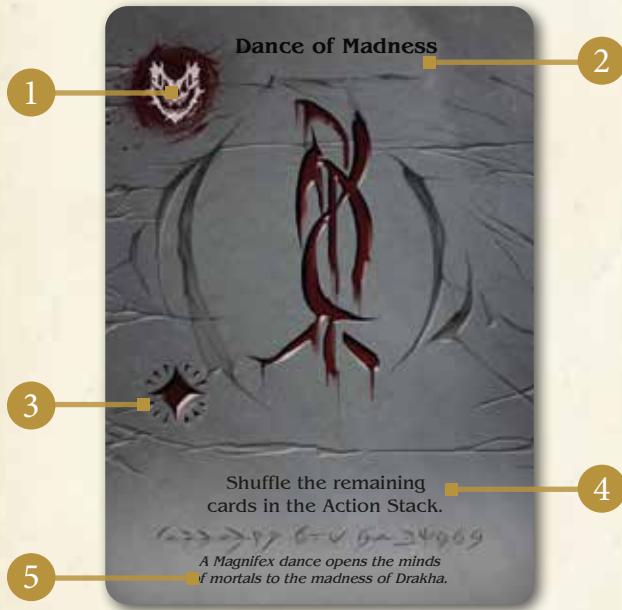 Dance of Madness
1
2
3
Shuffle the remaining
cards in the Action Stack.
4
A Magnifex dance opens the minds
of mortals to the madness of Drakha.
5